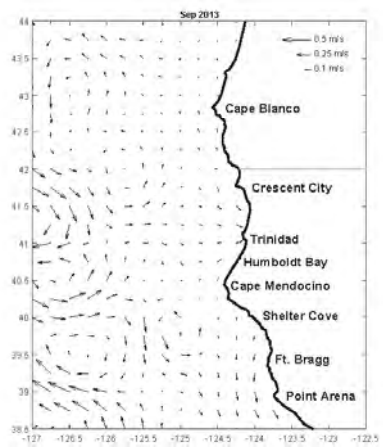 Sep 2013
44
0.5 m/s
0.25 m/s
43.5
0.1 m/s
43
Cape Blanco
42.5
42
Crescent City
41.5
Trinidad
41
Humboldt Bay
40.5
Cape Mendocino
Shelter Cove
40
39.5
Ft. Bragg
39
Point Arena
38.5
-127 -126.5 -126 -125.5 -125 -124.5 -124 -123.5 -123 -122.5